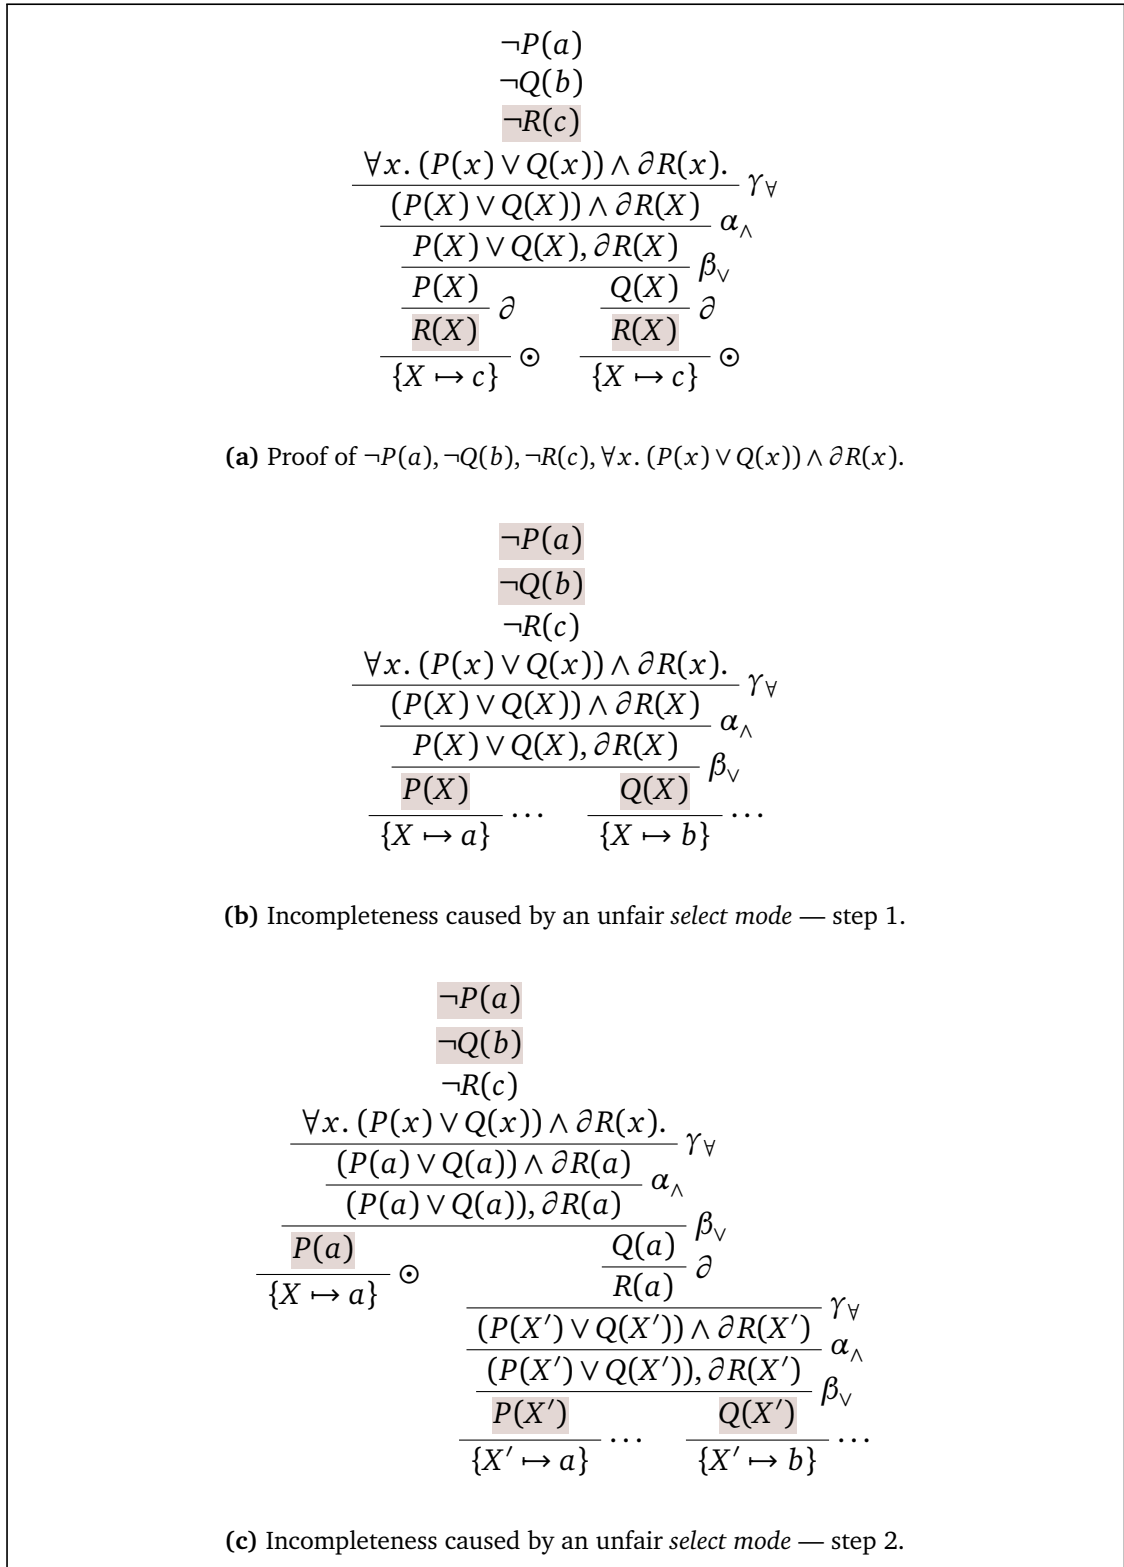 ¬P(a)
¬Q(b)
¬R(c)
∀x. (P(x) ∨ Q(x)) ∧ ∂R(x). γ∀
(P(X) ∨ Q(X)) ∧ ∂R(X) α∧
P(X) ∨ Q(X), ∂R(X) β∨
P(X) ∂ Q(X) ∂
R(X) ⊙ R(X) ⊙
{X ↦ c} {X ↦ c}
(a) Proof of ¬P(a), ¬Q(b), ¬R(c), ∀x. (P(x) ∨ Q(x)) ∧ ∂R(x).
¬P(a)
¬Q(b)
¬R(c)
∀x. (P(x) ∨ Q(x)) ∧ ∂R(x). γ∀
(P(X) ∨ Q(X)) ∧ ∂R(X) α∧
P(X) ∨ Q(X), ∂R(X) β∨
P(X) ... Q(X) ...
{X ↦ a} {X ↦ b}
(b) Incompleteness caused by an unfair select mode — step 1.
¬P(a)
¬Q(b)
¬R(c)
∀x. (P(x) ∨ Q(x)) ∧ ∂R(x). γ∀
(P(a) ∨ Q(a)) ∧ ∂R(a) α∧
(P(a) ∨ Q(a)), ∂R(a) β∨
P(a) ⊙ Q(a) ∂
{X ↦ a} R(a) γ∀
(P(X′) ∨ Q(X′)) ∧ ∂R(X′) α∧
(P(X′) ∨ Q(X′)), ∂R(X′) β∨
P(X′) ... Q(X′) ...
{X′ ↦ a} {X′ ↦ b}
(c) Incompleteness caused by an unfair select mode — step 2.